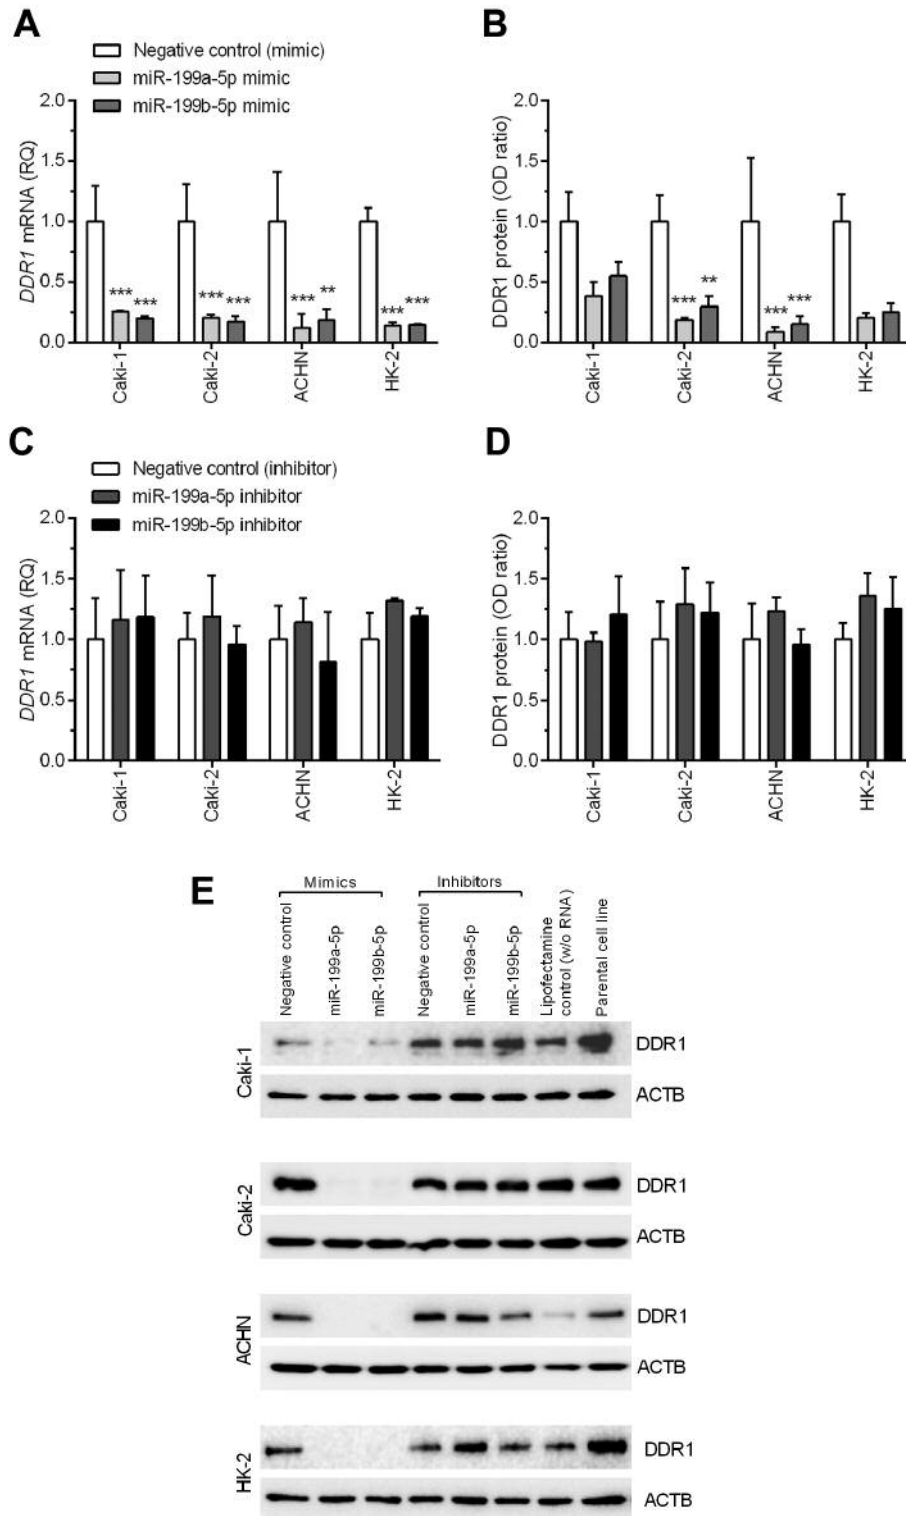 A
Negative control (mimic)
miR-199a-5p mimic
miR-199b-5p mimic
DDR1 mRNA (RQ)
2.0
1.5
1.0
0.5
0.0
***
***
***
***
***
**
***
***
Caki-1
Caki-2
ACHN
HK-2
B
DDR1 protein (OD ratio)
2.0
1.5
1.0
0.5
0.0
***
**
***
***
Caki-1
Caki-2
ACHN
HK-2
C
Negative control (inhibitor)
miR-199a-5p inhibitor
miR-199b-5p inhibitor
DDR1 mRNA (RQ)
2.0
1.5
1.0
0.5
0.0
Caki-1
Caki-2
ACHN
HK-2
D
DDR1 protein (OD ratio)
2.0
1.5
1.0
0.5
0.0
Caki-1
Caki-2
ACHN
HK-2
E
Mimics
Inhibitors
Negative control
miR-199a-5p
miR-199b-5p
Negative control
miR-199a-5p
miR-199b-5p
Lipofectamine
control (w/o RNA)
Parental cell line
Caki-1
DDR1
ACTB
Caki-2
DDR1
ACTB
ACHN
DDR1
ACTB
HK-2
DDR1
ACTB